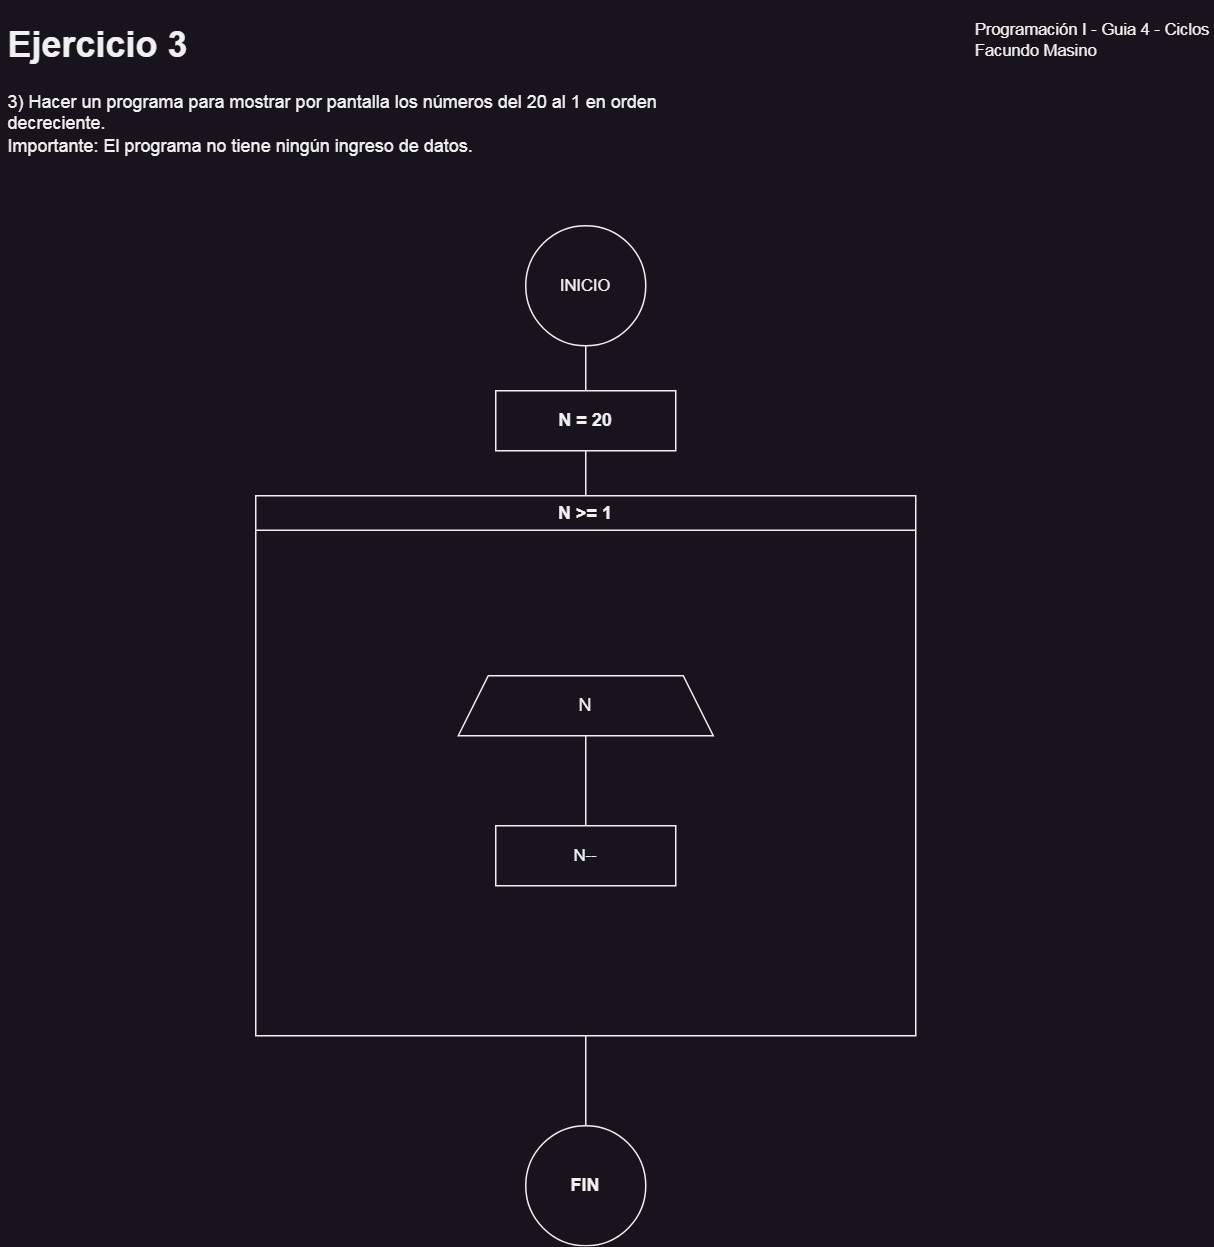 Ejercicio 3
Programación I - Guia 4 - Ciclos
Facundo Masino
3) Hacer un programa para mostrar por pantalla los números del 20 al 1 en orden
decreciente.
Importante: El programa no tiene ningún ingreso de datos.
INICIO
N = 20
N >= 1
N
N--
FIN